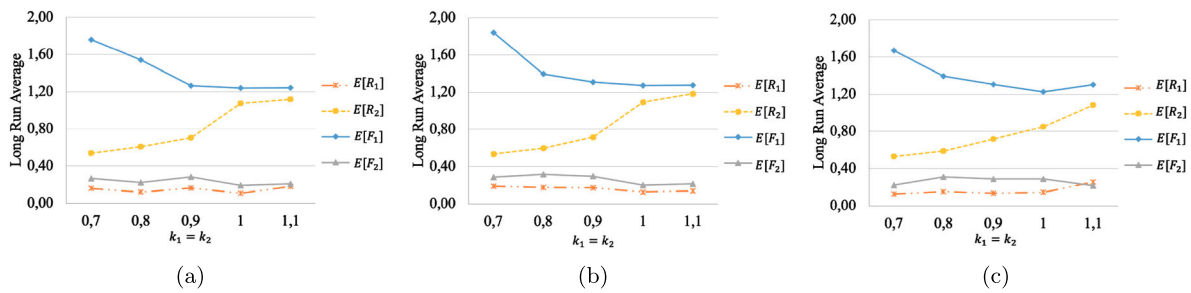 2,00
1,60
1,20
0,80
0,40
0,00
Long Run Average
0,7 0,8 0,9 1 1,1
k₁ = k₂
E[R₁]
E[R₂]
E[F₁]
E[F₂]
(a)
2,00
1,60
1,20
0,80
0,40
0,00
Long Run Average
0,7 0,8 0,9 1 1,1
k₁ = k₂
E[R₁]
E[R₂]
E[F₁]
E[F₂]
(b)
2,00
1,60
1,20
0,80
0,40
0,00
Long Run Average
0,7 0,8 0,9 1 1,1
k₁ = k₂
E[R₁]
E[R₂]
E[F₁]
E[F₂]
(c)